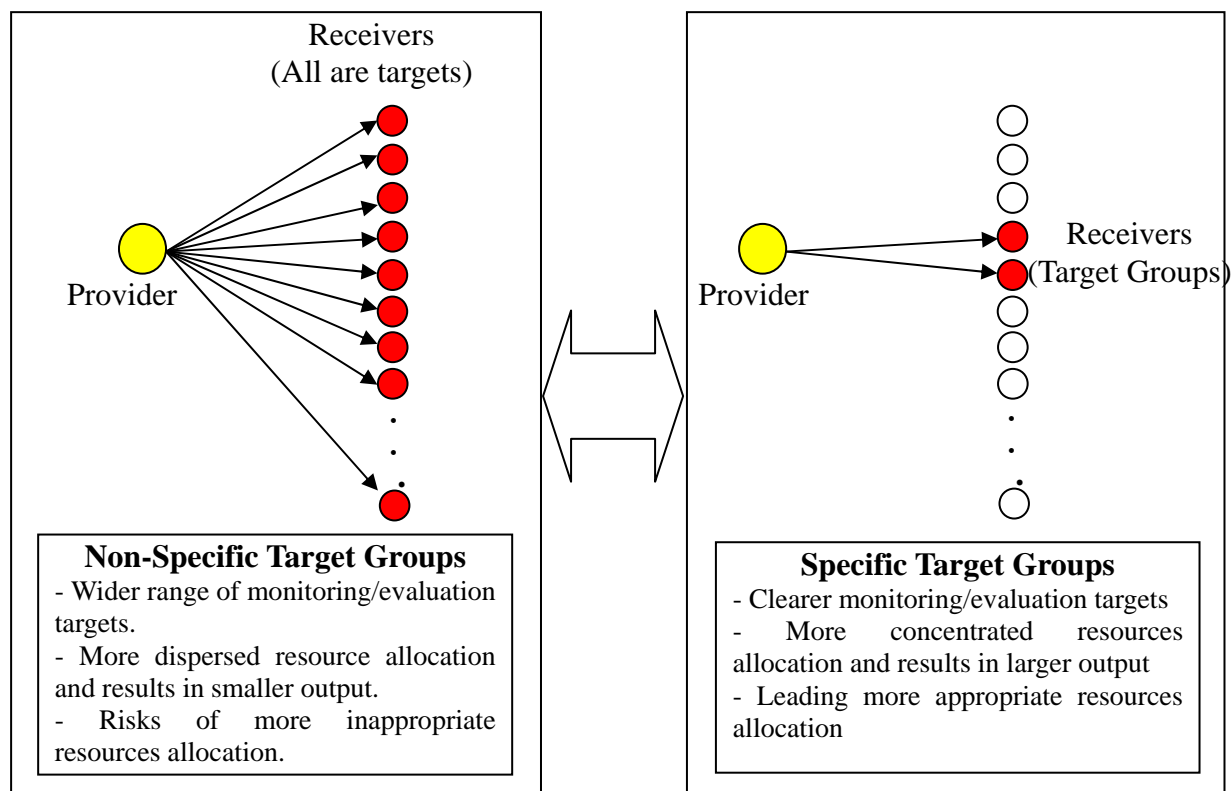 Receivers
(All are targets)
Provider
Non-Specific Target Groups
- Wider range of monitoring/evaluation
targets.
- More dispersed resource allocation
and results in smaller output.
- Risks of more inappropriate
resources allocation.
Receivers
(Target Groups)
Provider
Specific Target Groups
- Clearer monitoring/evaluation targets
- More concentrated resources
allocation and results in larger output
- Leading more appropriate resources
allocation